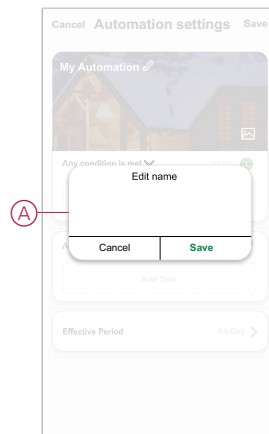 Cancel Automation settings Save
My Automation
Any condition is met
Edit name
A
Cancel Save
A
Add Task
Effective Period All-Day